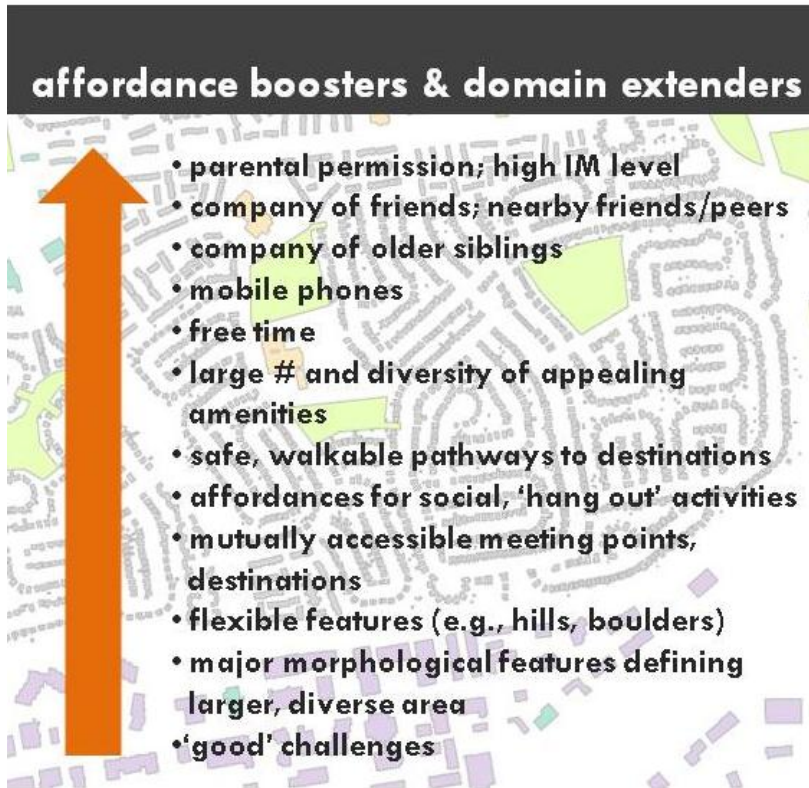 affordance boosters & domain extenders
• parental permission; high IM level
• company of friends; nearby friends/peers
• company of older siblings
• mobile phones
• free time
• large # and diversity of appealing
amenities
• safe, walkable pathways to destinations
• affordances for social, ‘hang out’ activities
• mutually accessible meeting points,
destinations
• flexible features (e.g., hills, boulders)
• major morphological features defining
larger, diverse area
• ‘good’ challenges